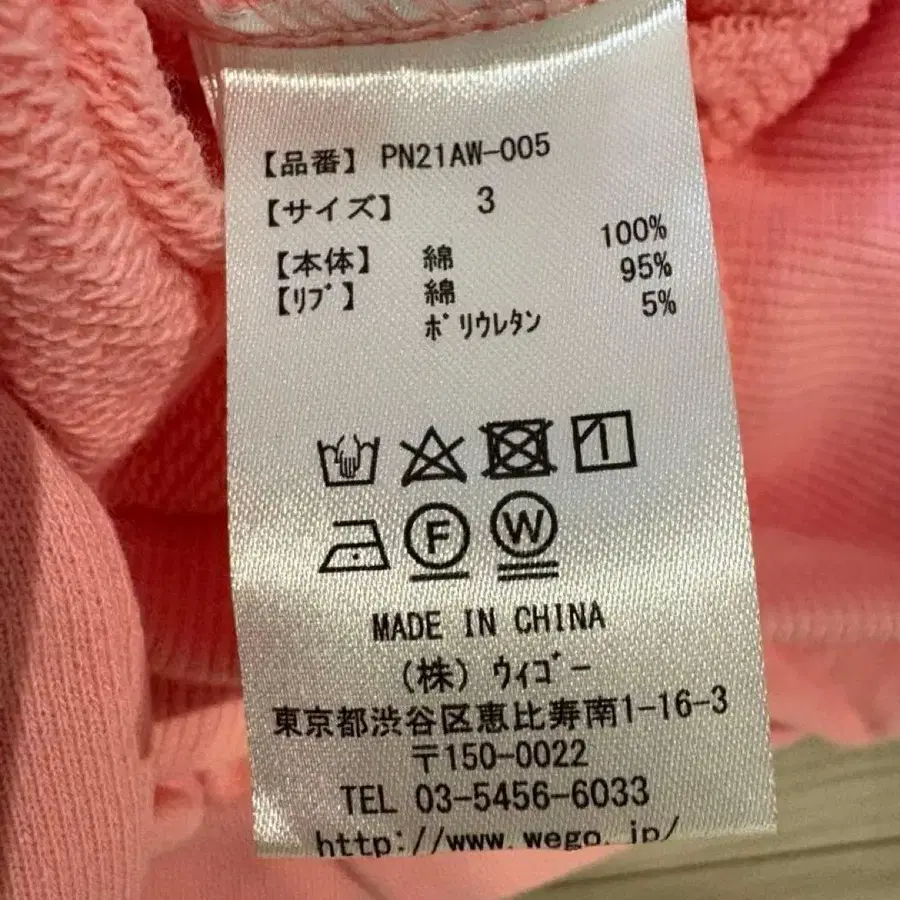 【品番】 PN21AW-005
【サイズ】 3
【本体】 綿 100%
【リブ】 綿 95%
ポリウレタン 5%
F W
MADE IN CHINA
(株) ウィゴー
東京都渋谷区恵比寿南1-16-3
〒150-0022
TEL 03-5456-6033
http://www.wego.jp/